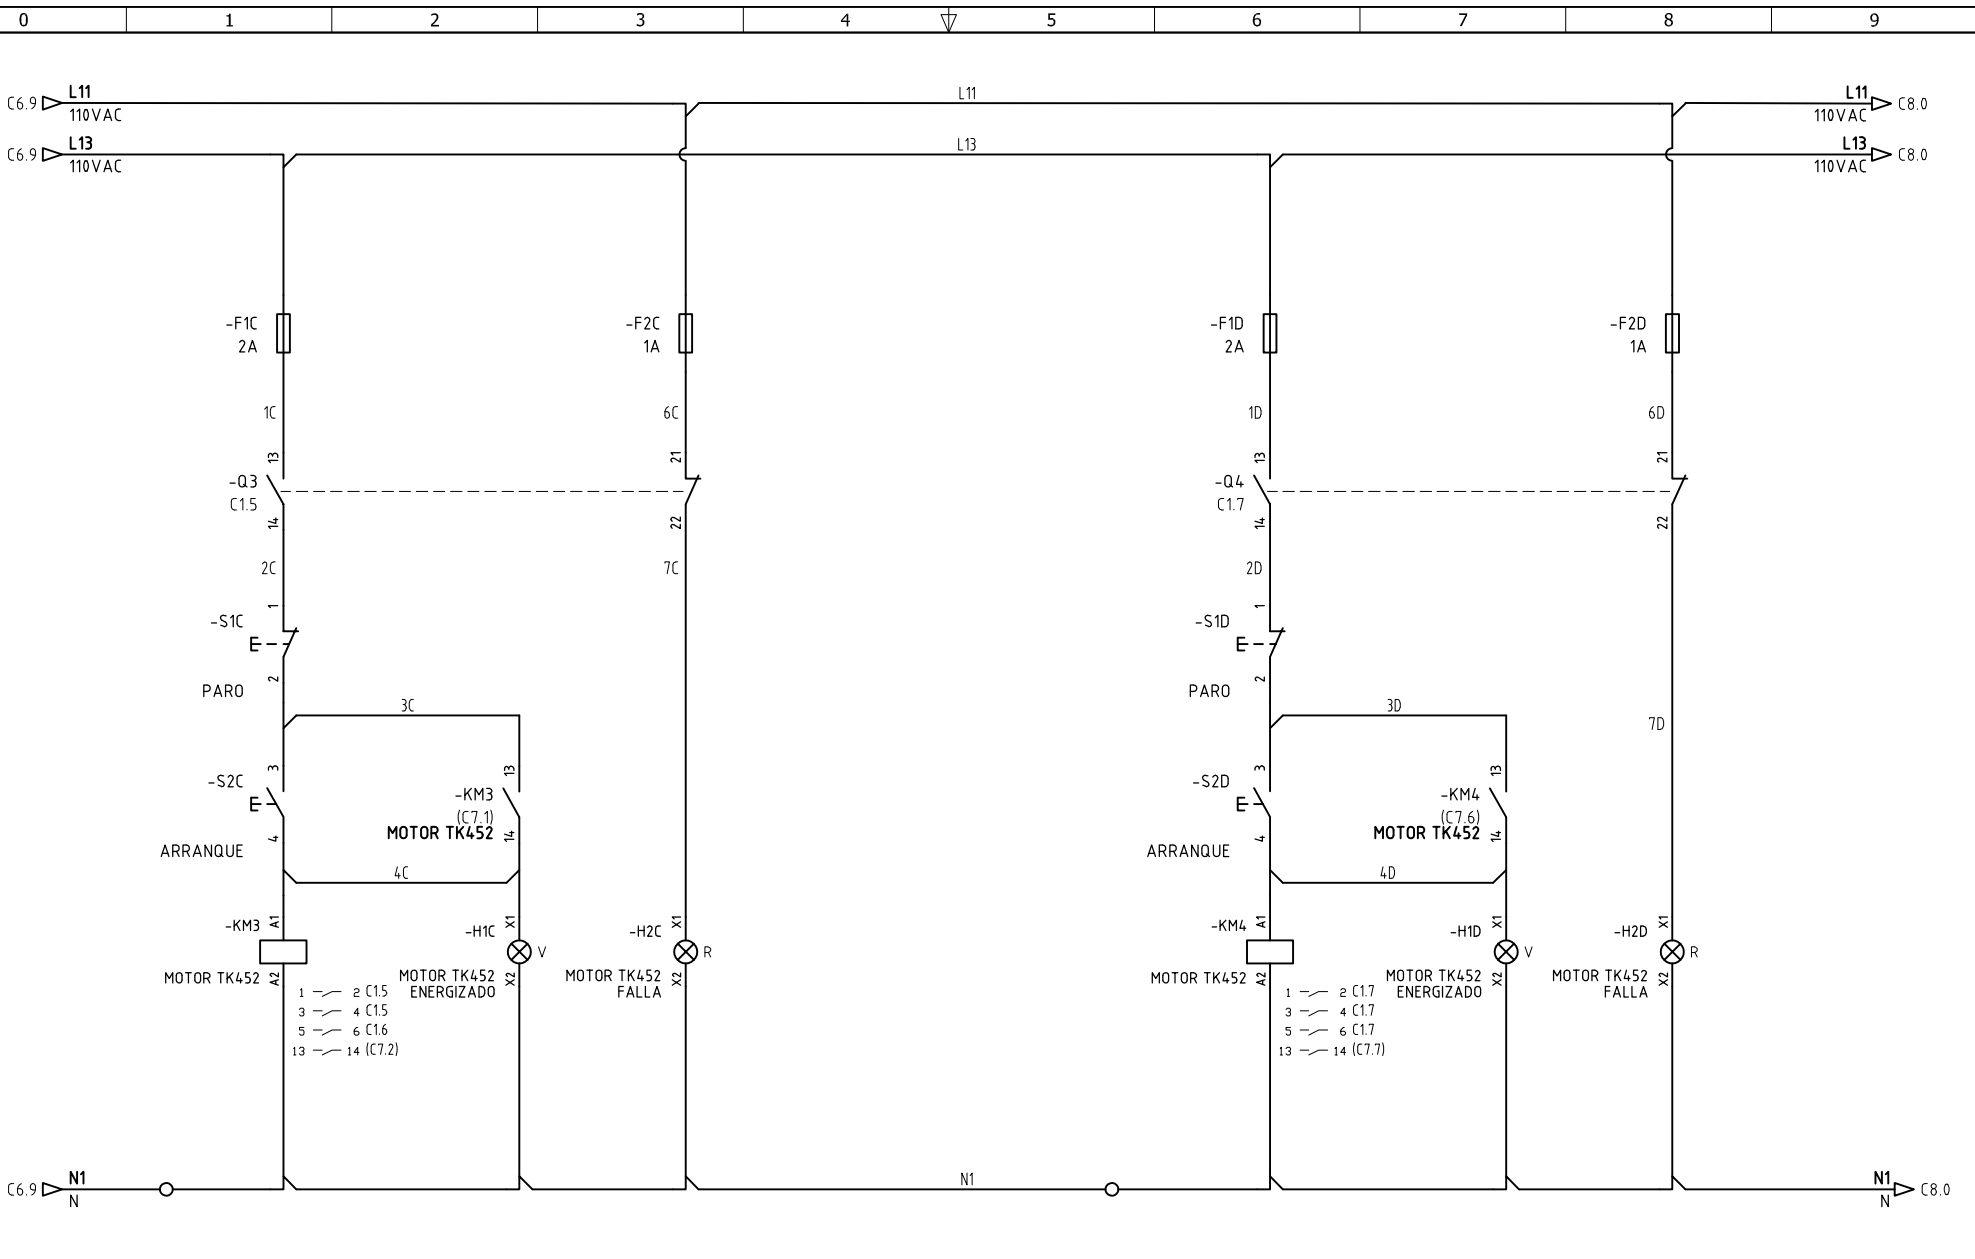 0 1 2 3 4 5 6 7 8 9
C6.9 L11 L11 L11 C8.0
110VAC 110VAC
C6.9 L13 L13 L13 C8.0
110VAC 110VAC
-F1C -F2C -F1D -F2D
2A 1A 2A 1A
1C 6C 1D 6D
13 21 13 21
-Q3 -Q4
C1.5 C1.7
14 22 14 22
2C 7C 2D
1 1
-S1C -S1D
2 2
PARO PARO
3C 3D
7D
3 13 3 13
-S2C -S2D
-KM3 -KM4
(C7.1) (C7.6)
MOTOR TK452 MOTOR TK452
4 14 4 14
ARRANQUE ARRANQUE
4C 4D
-KM3 A1 -H1C X1 -H2C X1 -KM4 A1 -H1D X1 -H2D X1
V R V R
MOTOR TK452 A2 MOTOR TK452 X2 MOTOR TK452 X2 MOTOR TK452 A2 MOTOR TK452 X2 MOTOR TK452 X2
ENERGIZADO FALLA ENERGIZADO FALLA
1 2 C1.5 1 2 C1.7
3 4 C1.5 3 4 C1.7
5 6 C1.6 5 6 C1.7
13 14 (C7.2) 13 14 (C7.7)
C6.9 N1 N1 N1 C8.0
N N